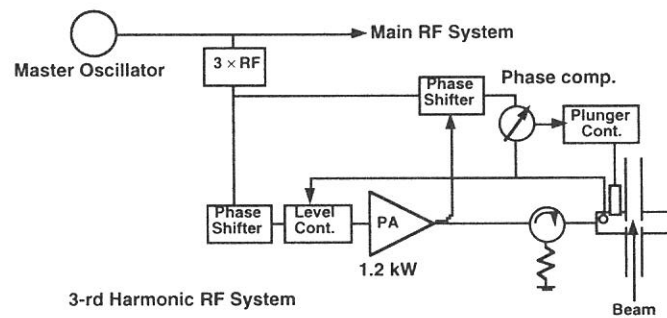 Main RF System
Master Oscillator
3 × RF
Phase comp.
Phase
Shifter
Plunger
Cont.
Phase
Shifter
Level
Cont.
PA
1.2 kW
3-rd Harmonic RF System
Beam